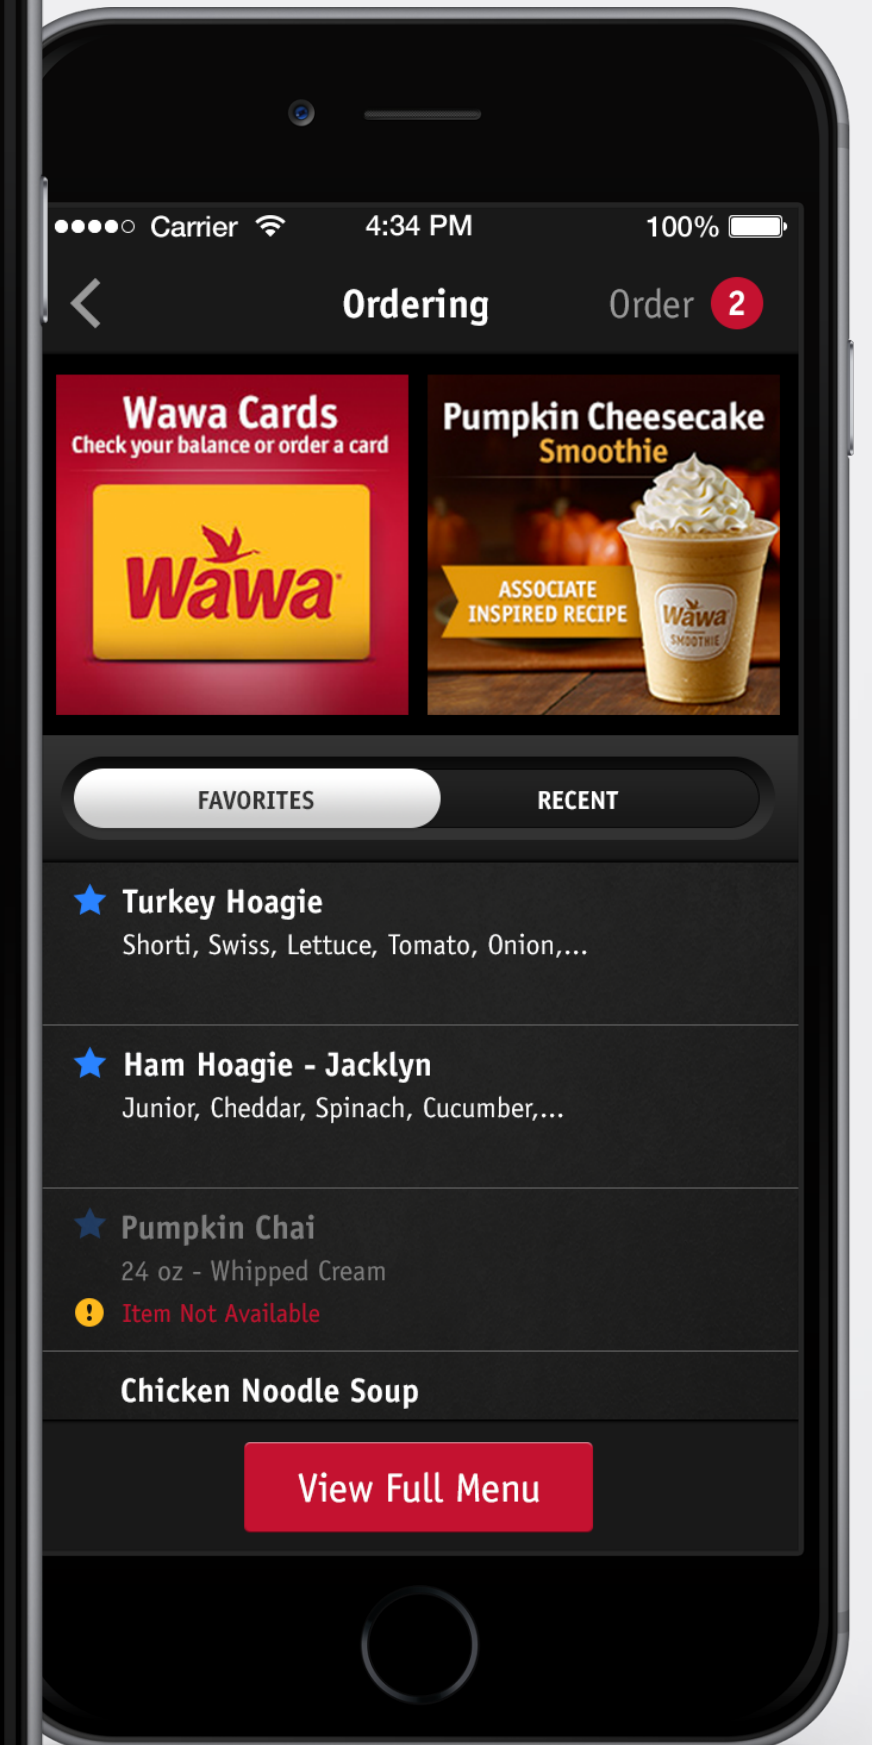 Carrier 4:34 PM 100%
Ordering Order 2
Wawa Cards
Check your balance or order a card
Wawa
Pumpkin Cheesecake
Smoothie
ASSOCIATE
INSPIRED RECIPE
Wawa
SMOOTHIE
FAVORITES RECENT
Turkey Hoagie
Shorti, Swiss, Lettuce, Tomato, Onion,...
Ham Hoagie - Jacklyn
Junior, Cheddar, Spinach, Cucumber,...
Pumpkin Chai
24 oz - Whipped Cream
Item Not Available
Chicken Noodle Soup
View Full Menu